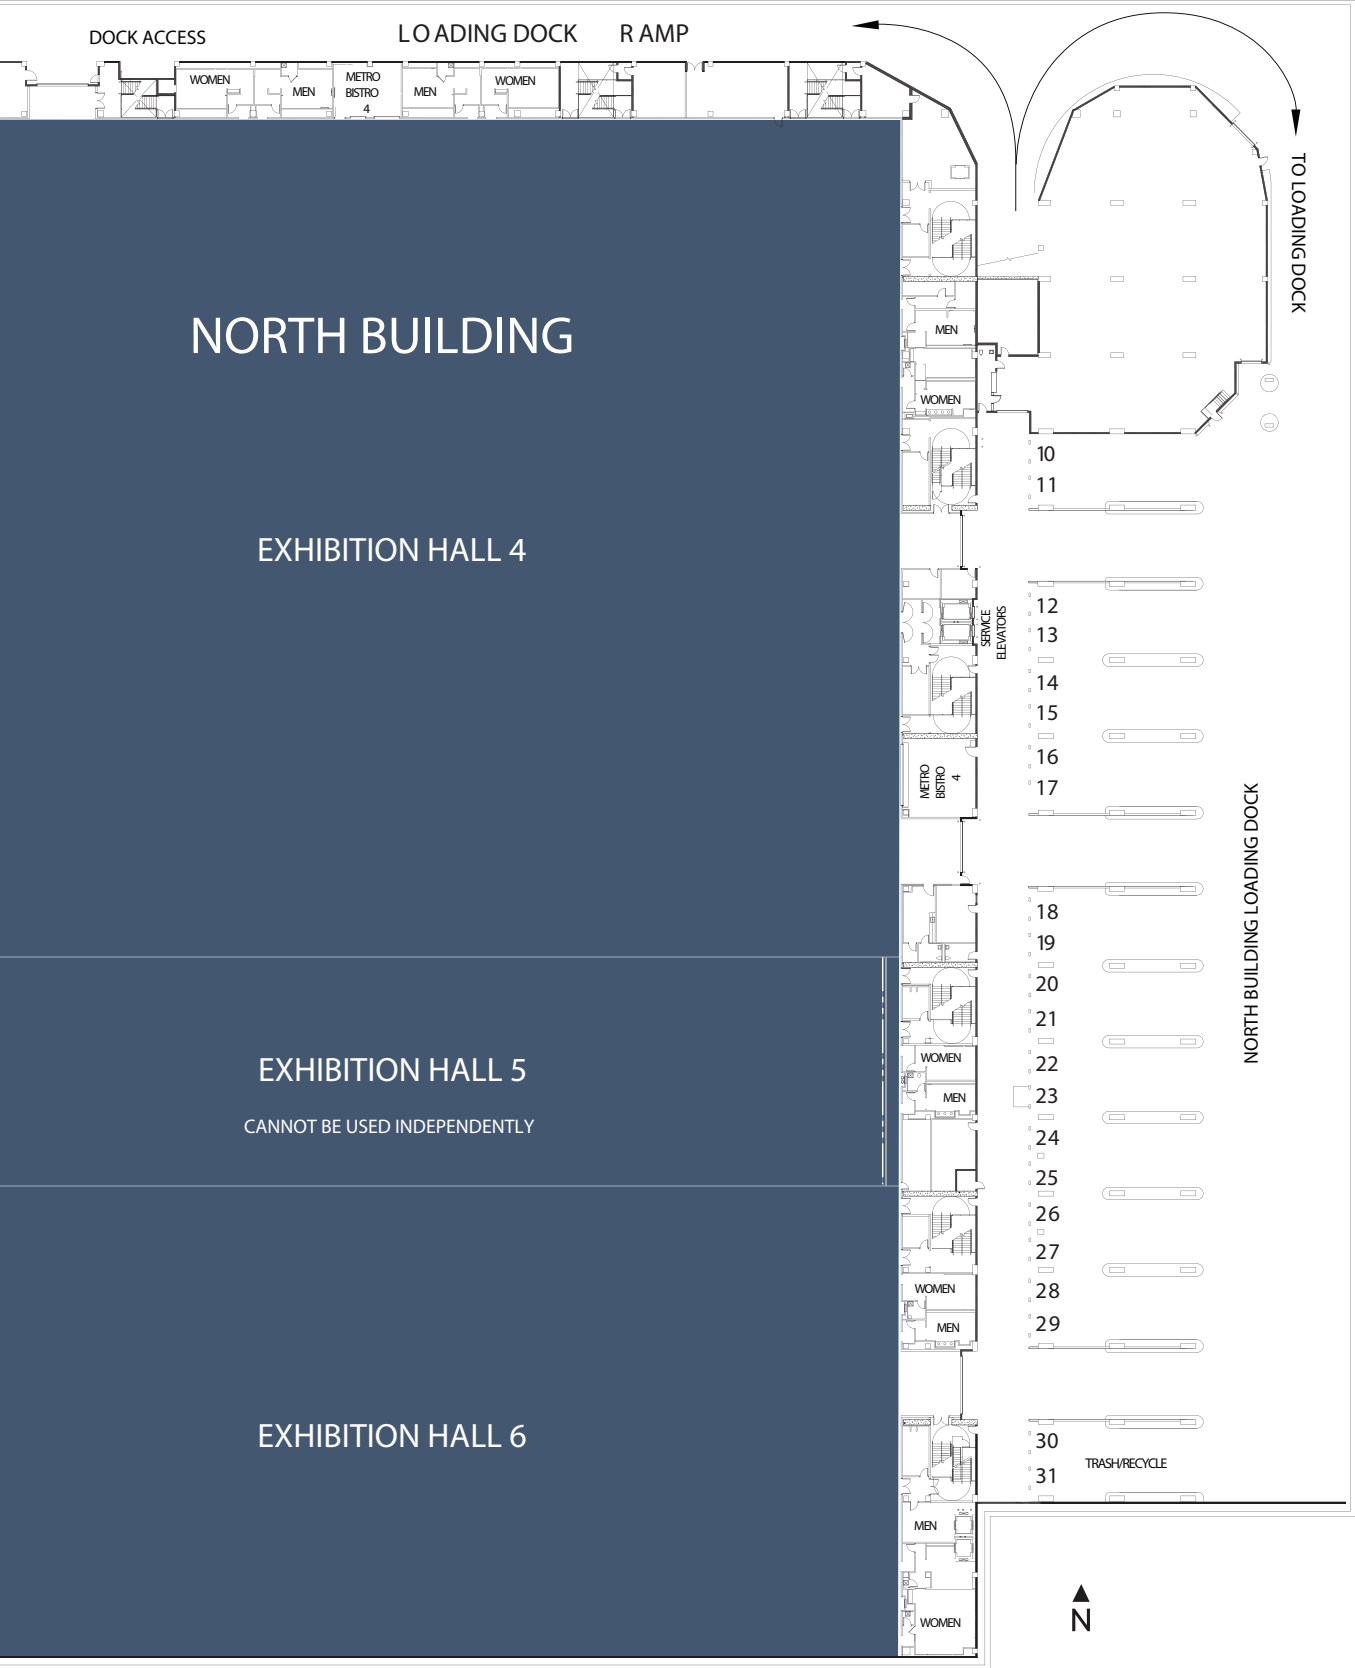 DOCK ACCESS
LOADING DOCK RAMP
WOMEN
MEN
METRO
BISTRO
4
MEN
WOMEN
TO LOADING DOCK
NORTH BUILDING
MEN
WOMEN
10
11
EXHIBITION HALL 4
SERVICE
ELEVATORS
12
13
14
15
16
17
METRO
BISTRO
4
NORTH BUILDING LOADING DOCK
18
19
20
21
EXHIBITION HALL 5
CANNOT BE USED INDEPENDENTLY
WOMEN
MEN
22
23
24
25
26
27
WOMEN
MEN
28
29
EXHIBITION HALL 6
30
31
TRASH/RECYCLE
MEN
WOMEN
N